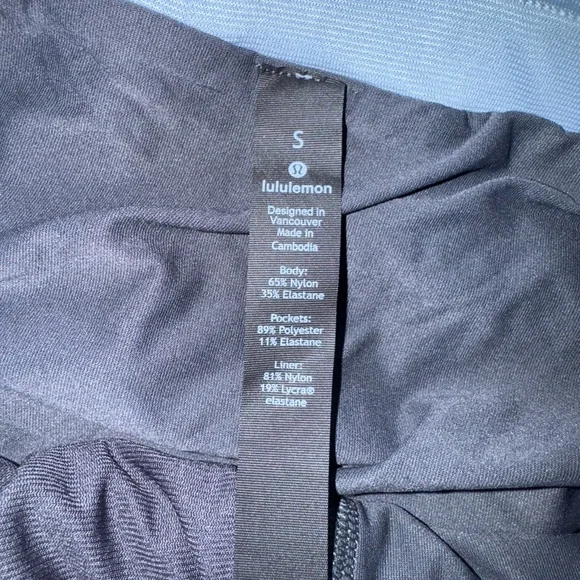 S
lululemon
Designed in
Vancouver
Made in
Cambodia
Body:
65% Nylon
35% Elastane
Pockets:
89% Polyester
11% Elastane
Liner:
81% Nylon
19% Lycra®
elastane